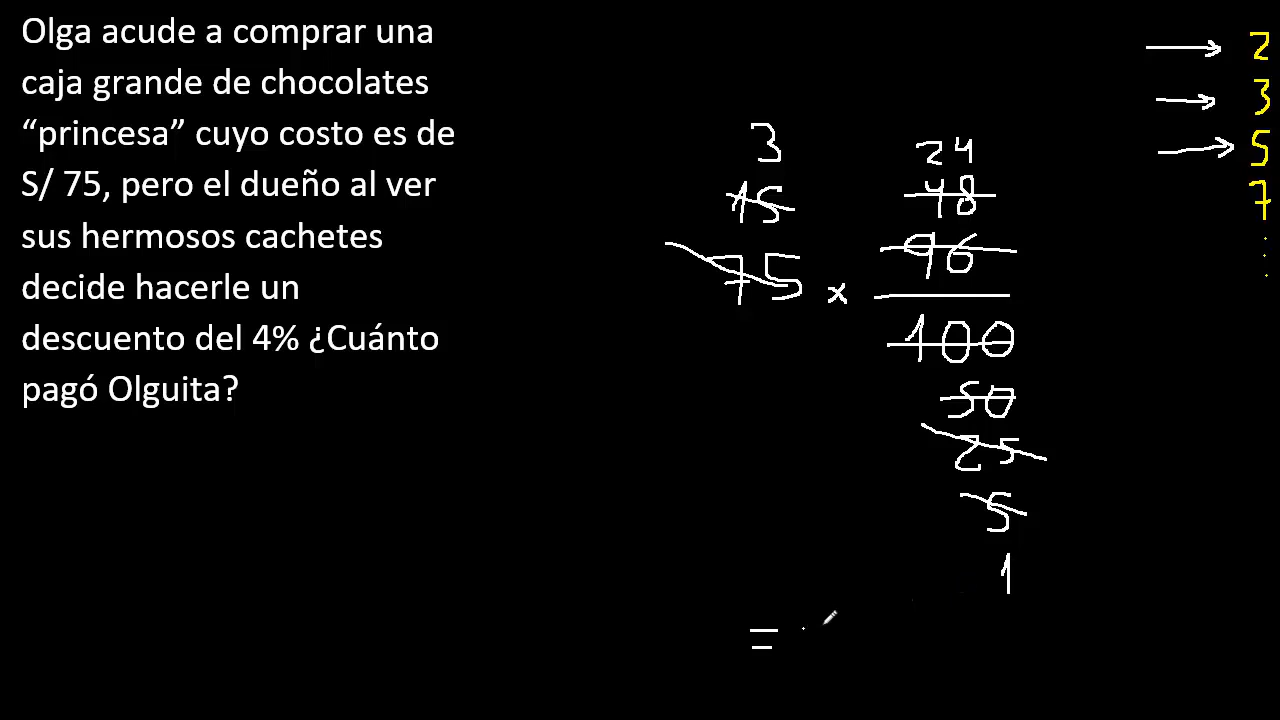 Olga acude a comprar una
caja grande de chocolates
“princesa” cuyo costo es de
S/ 75, pero el dueño al ver
sus hermosos cachetes
decide hacerle un
descuento del 4% ¿Cuánto
pagó Olguita?
3
15
75 x
24
48
96
100
50
25
5
1
=
→ 2
→ 3
→ 5
7
⋮